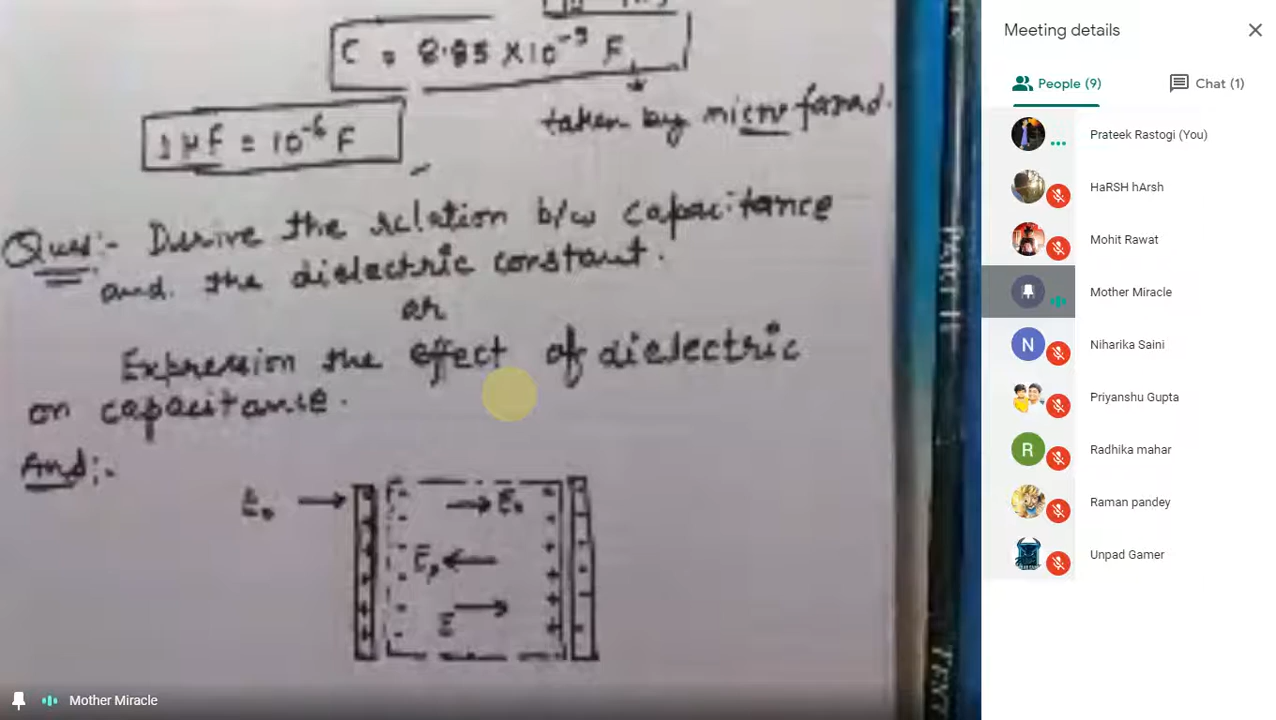 C = 8.85 × 10⁻⁹ F
taken by micro farad.
1 μF = 10⁻⁶ F
Ques:- Derive the relation b/w capacitance
and. the dielectric constant.
or
Expression the effect of dielectric
on capacitance.
And:-
E₀ → → E₀
Eₚ ←
E →
Mother Miracle
Meeting details
People (9) Chat (1)
Prateek Rastogi (You)
HaRSH hArsh
Mohit Rawat
Mother Miracle
N Niharika Saini
Priyanshu Gupta
R Radhika mahar
Raman pandey
Unpad Gamer